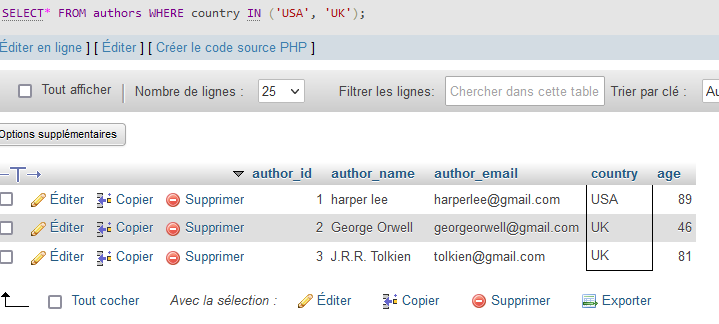 SELECT* FROM authors WHERE country IN ('USA', 'UK');
Éditer en ligne ] [ Éditer ] [ Créer le code source PHP ]
Tout afficher | Nombre de lignes : 25 Filtrer les lignes: Chercher dans cette table Trier par clé : Au
Options supplémentaires
author_id author_name author_email country age
Éditer Copier Supprimer 1 harper lee harperlee@gmail.com USA 89
Éditer Copier Supprimer 2 George Orwell georgeorwell@gmail.com UK 46
Éditer Copier Supprimer 3 J.R.R. Tolkien tolkien@gmail.com UK 81
Tout cocher Avec la sélection : Éditer Copier Supprimer Exporter